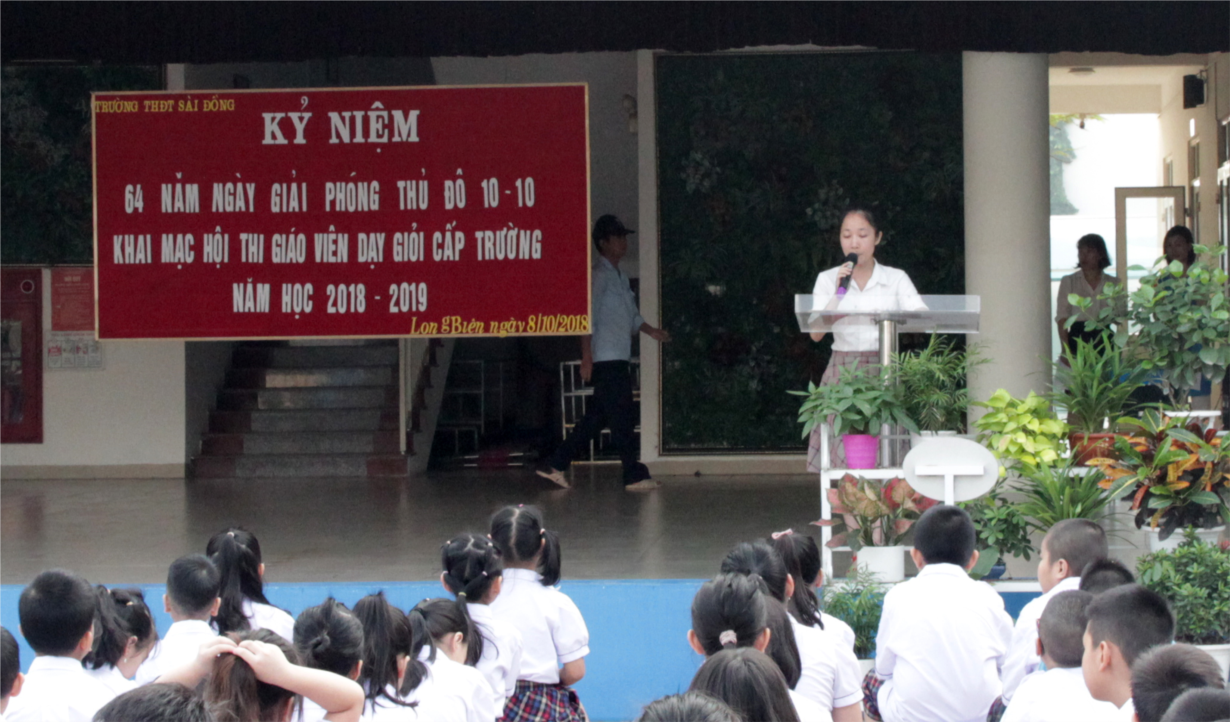 TRƯỜNG THĐT SÀI ĐỒNG
KỶ NIỆM
64 NĂM NGÀY GIẢI PHÓNG THỦ ĐÔ 10 - 10
KHAI MẠC HỘI THI GIÁO VIÊN DẠY GIỎI CẤP TRƯỜNG
NĂM HỌC 2018 - 2019
Long Biên ngày 8/10/2018